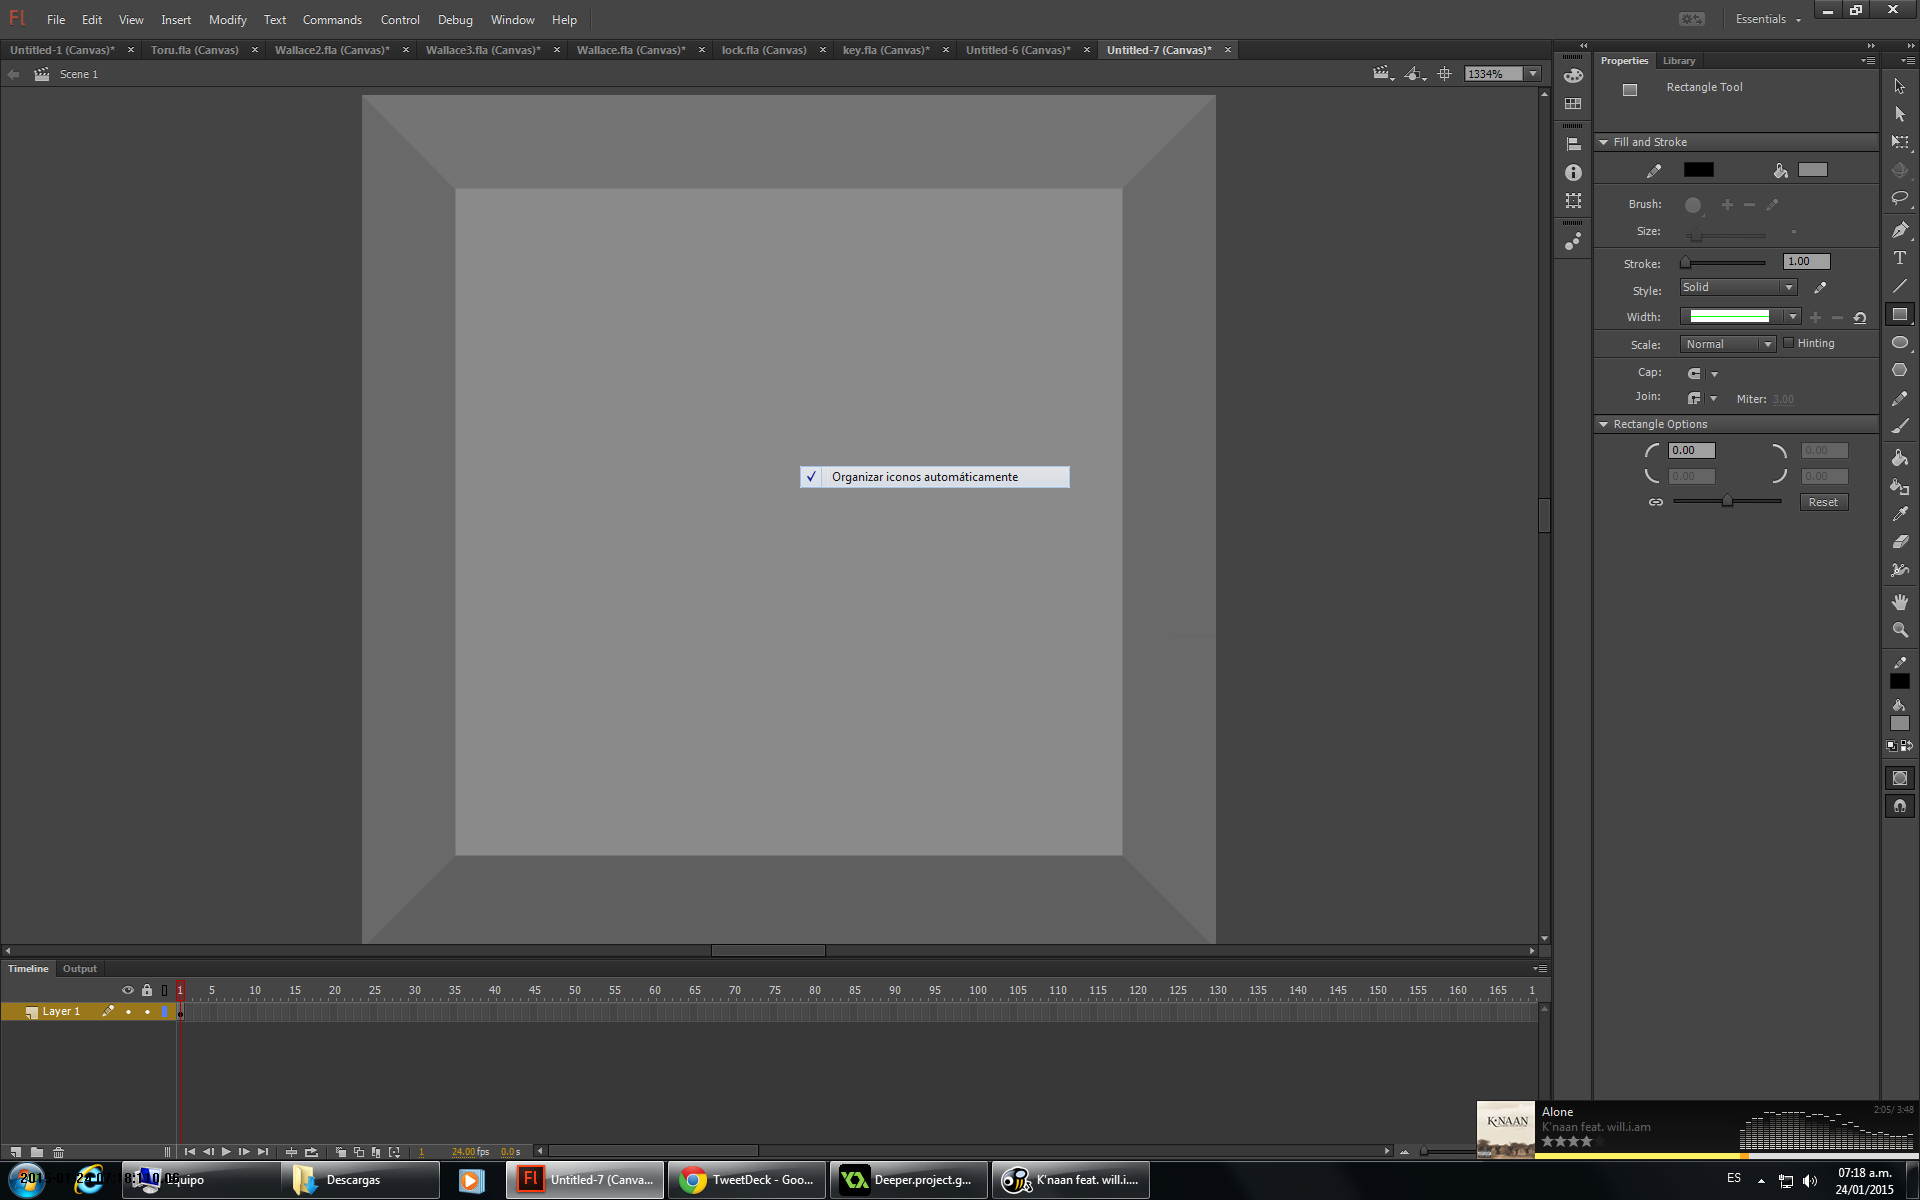 Fl File Edit View Insert Modify Text Commands Control Debug Window Help Essentials
Untitled-1 (Canvas)* Toru.fla (Canvas) Wallace2.fla (Canvas)* Wallace3.fla (Canvas)* Wallace.fla (Canvas)* lock.fla (Canvas) key.fla (Canvas)* Untitled-6 (Canvas)* Untitled-7 (Canvas)*
Scene 1 1334%
Properties Library
Rectangle Tool
Fill and Stroke
Brush:
Size:
Stroke: 1.00
Style: Solid
Width:
Scale: Normal Hinting
Cap:
Join: Miter: 3.00
Rectangle Options
0.00 0.00
0.00 0.00
Reset
Organizar iconos automáticamente
Timeline Output
1 5 10 15 20 25 30 35 40 45 50 55 60 65 70 75 80 85 90 95 100 105 110 115 120 125 130 135 140 145 150 155 160 165 1
Layer 1
1 24.00 fps 0.0 s
K'NAAN
Alone 2:05/ 3:48
K'naan feat. will.i.am
Equipo Descargas Fl Untitled-7 (Canva... TweetDeck - Goo... Deeper.project.g... K'naan feat. will.i.... ES 07:18 a.m.
24/01/2015